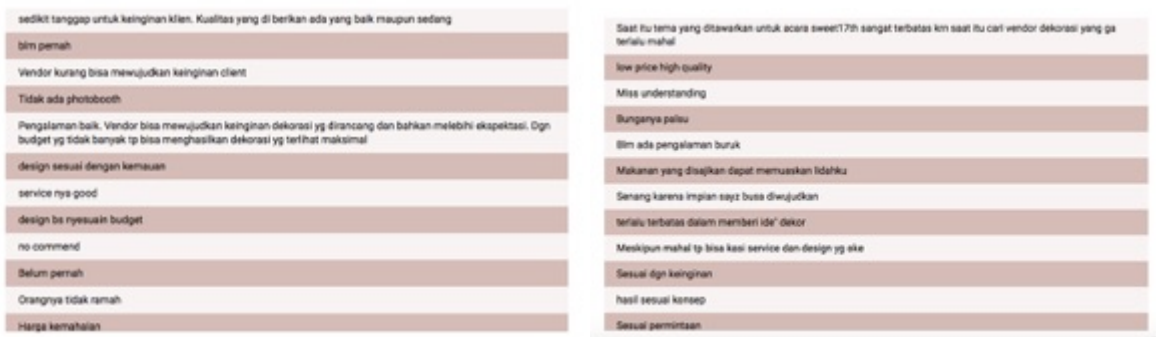 sedikit tanggap untuk keinginan klien. Kualitas yang di berikan ada yang baik maupun sedang
blm pernah
Vendor kurang bisa mewujudkan keinginan client
Tidak ada photobooth
Pengalaman baik. Vendor bisa mewujudkan keinginan dekorasi yg dirancang dan bahkan melebihi ekspektasi. Dgn
budget yg tidak banyak tp bisa menghasilkan dekorasi yg terlihat maksimal
design sesuai dengan kemauan
service nya good
design bs nyesuain budget
no commend
Belum pernah
Orangnya tidak ramah
Harga kemahalan
Saat itu tema yang ditawarkan untuk acara sweet17th sangat terbatas krn saat itu cari vendor dekorasi yang ga
terlalu mahal
low price high quality
Miss understanding
Bunganya palsu
Blm ada pengalaman buruk
Makanan yang disajikan dapat memuaskan lidahku
Senang karena impian sayz busa diwujudkan
terlalu terbatas dalam memberi ide' dekor
Meskipun mahal tp bisa kasi service dan design yg oke
Sesuai dgn keinginan
hasil sesuai konsep
Sesuai permintaan